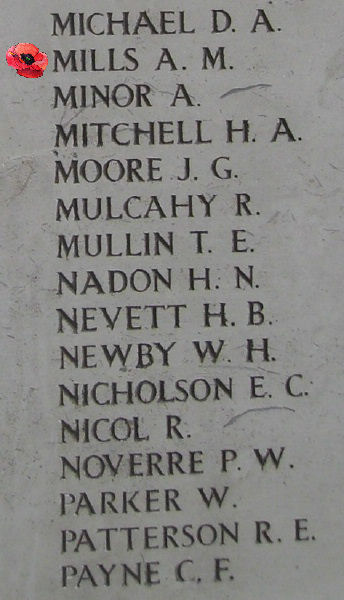 MICHAEL D. A.
MILLS A. M.
MINOR A.
MITCHELL H. A.
MOORE J. G.
MULCAHY R.
MULLIN T. E.
NADON H. N.
NEVETT H. B.
NEWBY W. H.
NICHOLSON E. C.
NICOL R.
NOVERRE P. W.
PARKER W.
PATTERSON R. E.
PAYNE C. F.